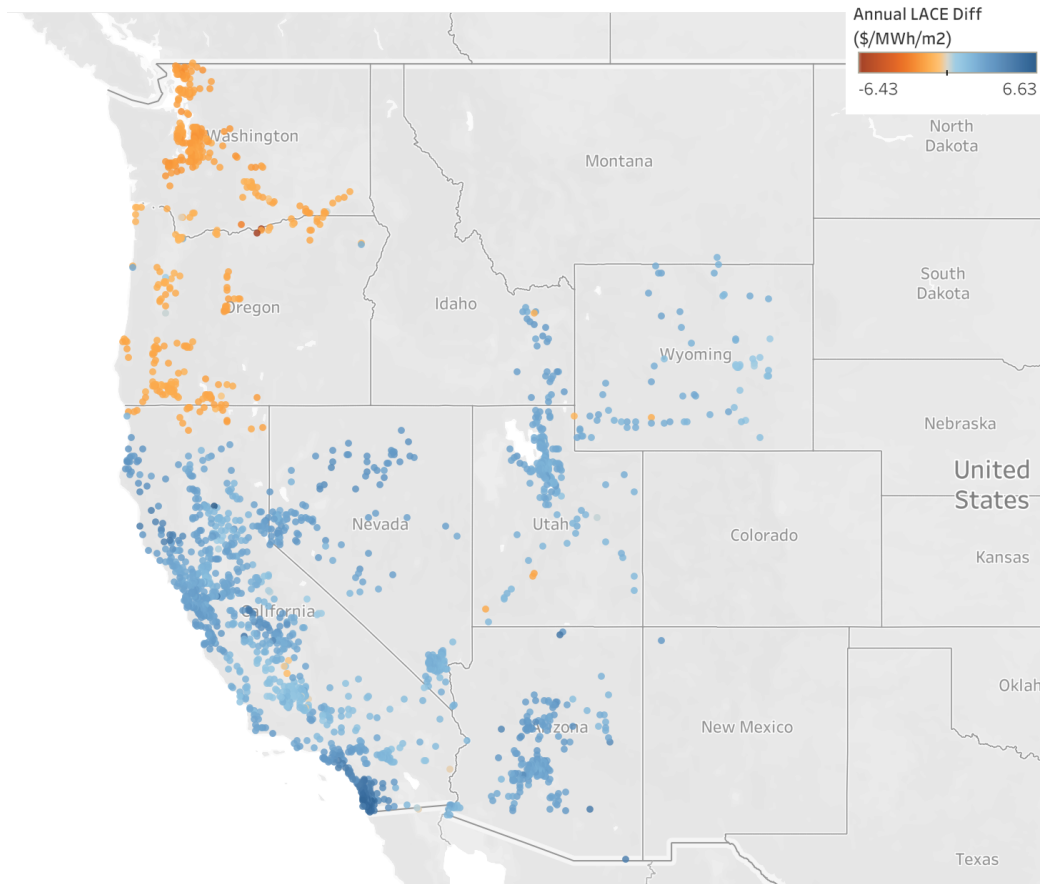 Annual LACE Diff
($/MWh/m2)
-6.43
6.63
Washington
Montana
North
Dakota
South
Dakota
Oregon
Idaho
Wyoming
Nebraska
United
States
Nevada
Utah
Colorado
Kansas
California
Oklah
Arizona
New Mexico
Texas